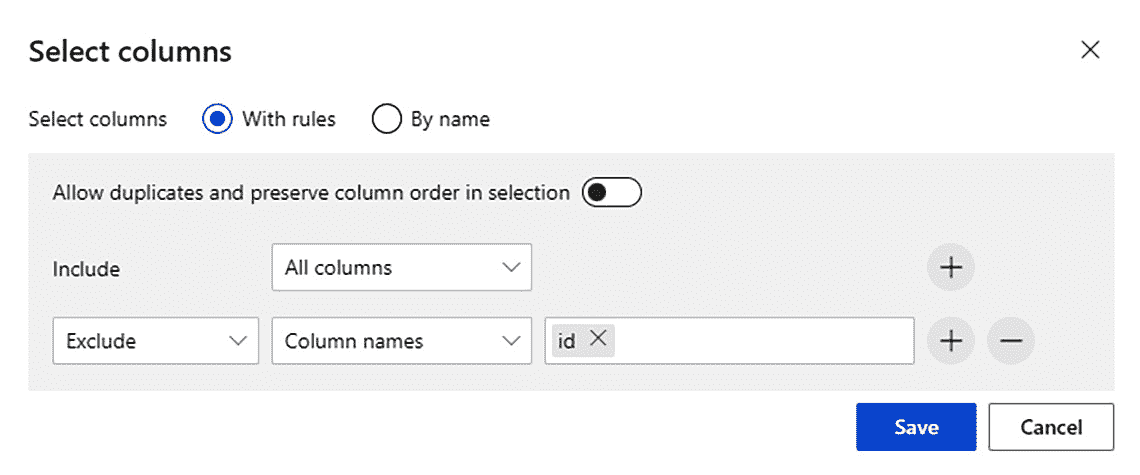 Select columns
Select columns With rules By name
Allow duplicates and preserve column order in selection
Include All columns
Exclude Column names id
Save Cancel